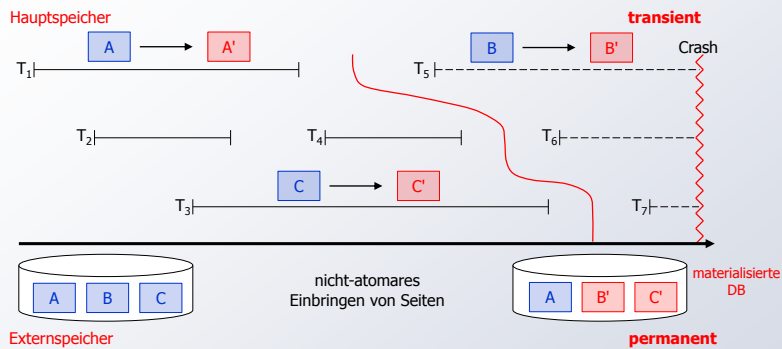 Hauptspeicher
transient
A
A'
B
B'
Crash
T1
T5
T2
T4
T6
C
C'
T3
T7
A
B
C
nicht-atomares
Einbringen von Seiten
A
B'
C'
materialisierte
DB
Externspeicher
permanent